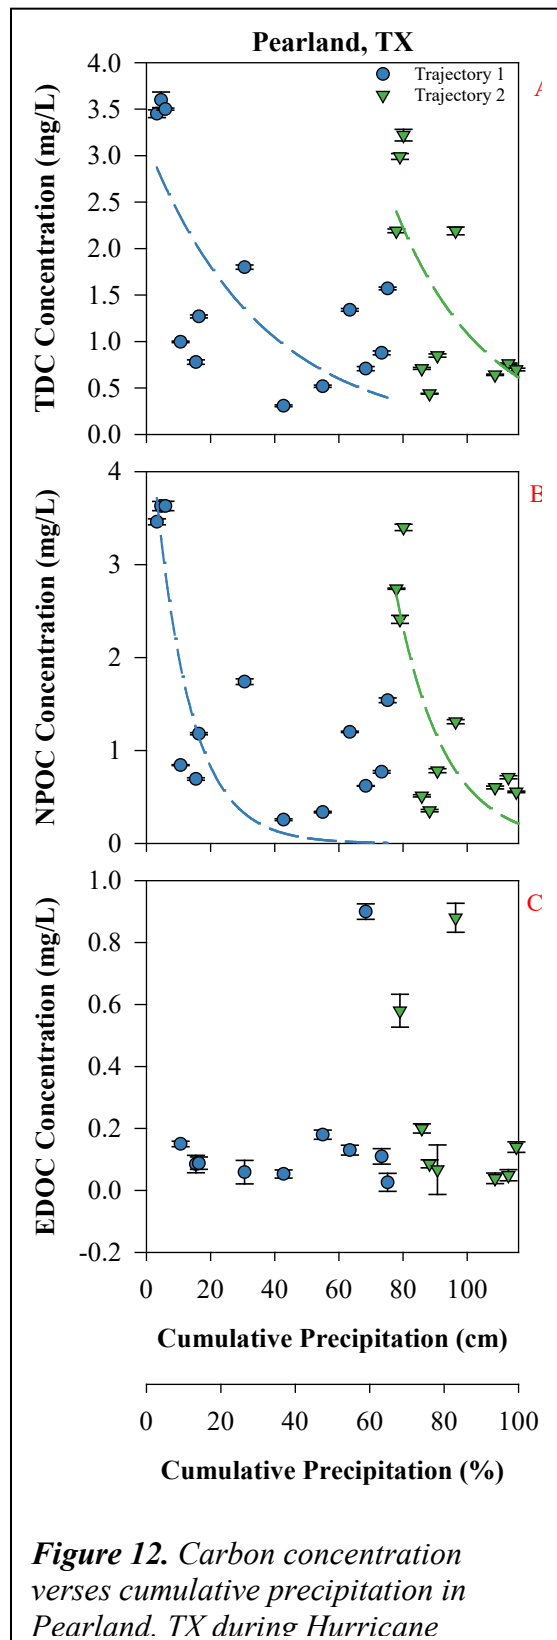 Pearland, TX
4.0
3.5
3.0
2.5
2.0
1.5
1.0
0.5
0.0
TDC Concentration (mg/L)
Trajectory 1
Trajectory 2
A
4
3
2
1
0
NPOC Concentration (mg/L)
B
1.0
0.8
0.6
0.4
0.2
0.0
-0.2
EDOC Concentration (mg/L)
C
0 20 40 60 80 100
Cumulative Precipitation (cm)
0 20 40 60 80 100
Cumulative Precipitation (%)
Figure 12. Carbon concentration
verses cumulative precipitation in
Pearland, TX during Hurricane